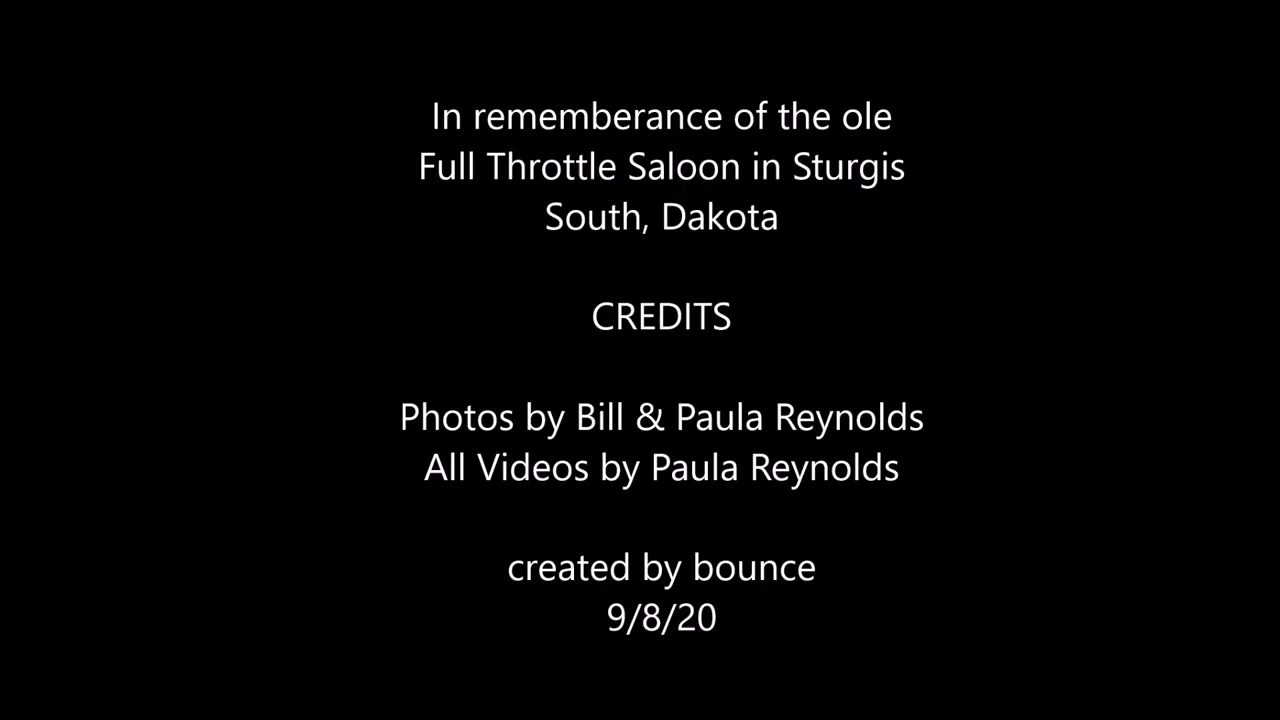 In rememberance of the ole
Full Throttle Saloon in Sturgis
South, Dakota
CREDITS
Photos by Bill & Paula Reynolds
All Videos by Paula Reynolds
created by bounce
9/8/20